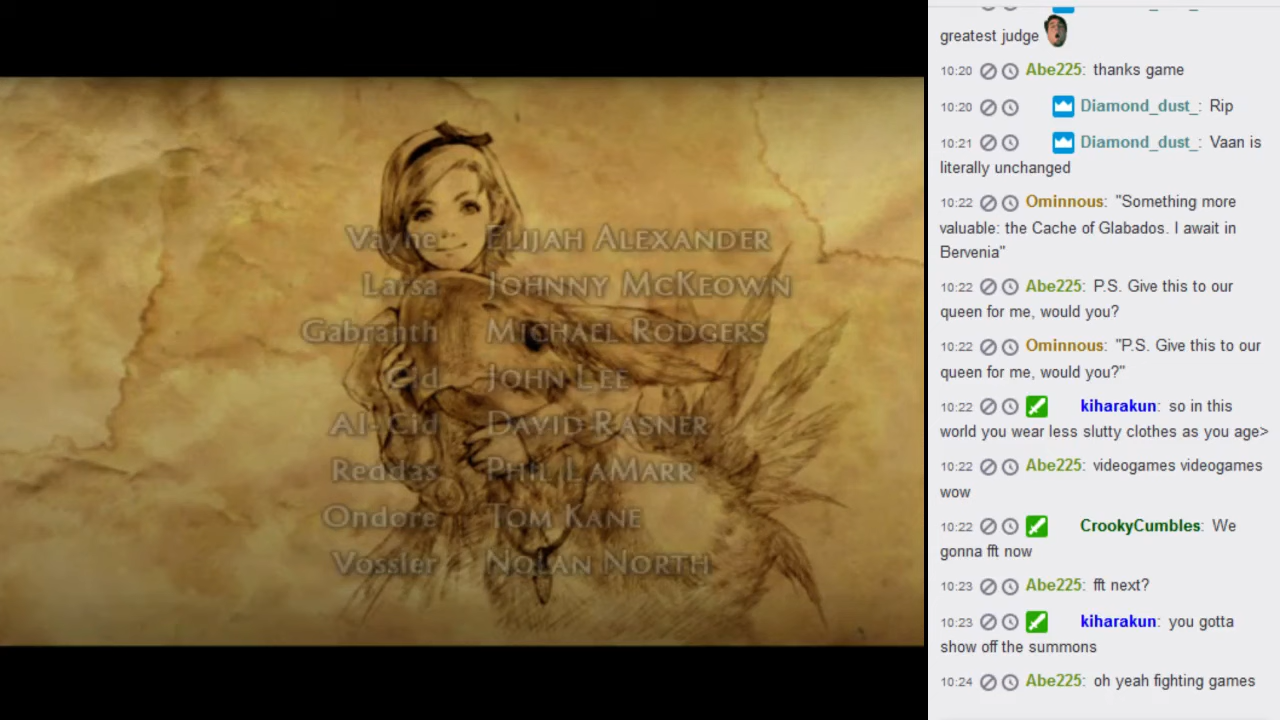 Vayne ELIJAH ALEXANDER
Larsa JOHNNY MCKEOWN
Gabranth MICHAEL RODGERS
Cid JOHN LEE
Al-Cid DAVID RASNER
Reddas PHIL LAMARR
Ondore TOM KANE
Vossler NOLAN NORTH
greatest judge
10:20 Abe225: thanks game
10:20 Diamond_dust_: Rip
10:21 Diamond_dust_: Vaan is
literally unchanged
10:22 Ominnous: "Something more
valuable: the Cache of Glabados. I await in
Bervenia"
10:22 Abe225: P.S. Give this to our
queen for me, would you?
10:22 Ominnous: "P.S. Give this to our
queen for me, would you?"
10:22 kiharakun: so in this
world you wear less slutty clothes as you age>
10:22 Abe225: videogames videogames
wow
10:22 CrookyCumbles: We
gonna fft now
10:23 Abe225: fft next?
10:23 kiharakun: you gotta
show off the summons
10:24 Abe225: oh yeah fighting games